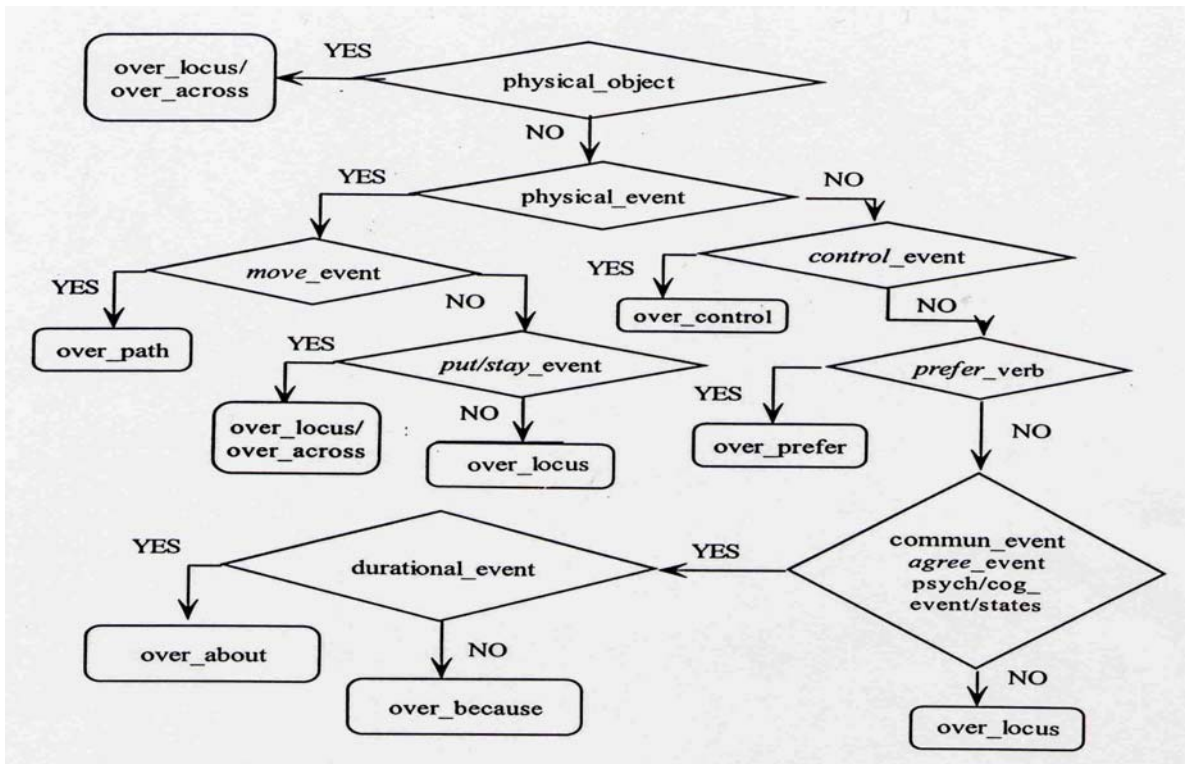 YES
over_locus/
over_across
physical_object
NO
YES
physical_event
NO
move_event
YES
NO
over_path
control_event
YES
NO
over_control
YES
put/stay_event
NO
over_locus/
over_across
over_locus
prefer_verb
YES
NO
over_prefer
commun_event
agree_event
psych/cog_
event/states
YES
NO
durational_event
YES
NO
over_about
over_because
over_locus